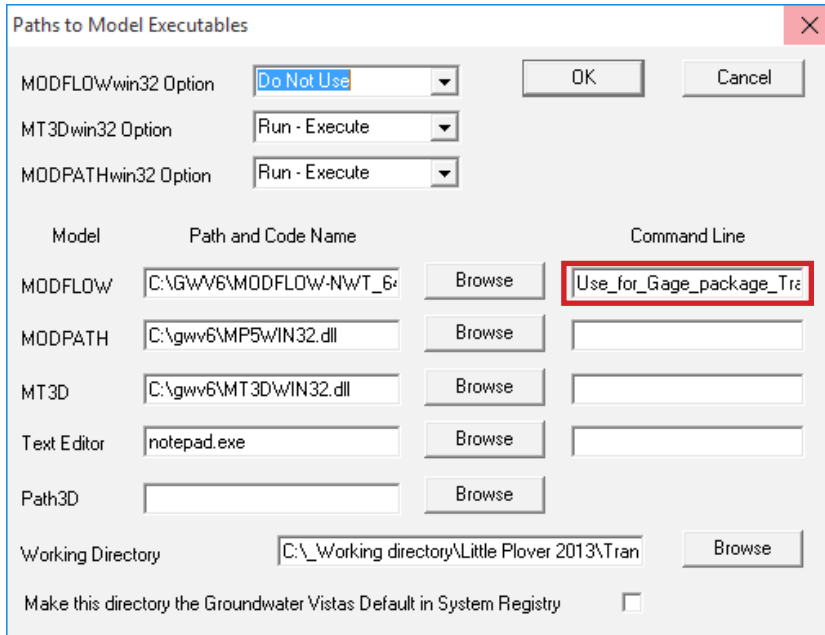 Paths to Model Executables
MODFLOWwin32 Option Do Not Use OK Cancel
MT3Dwin32 Option Run - Execute
MODPATHwin32 Option Run - Execute
Model Path and Code Name Command Line
MODFLOW C:\GWV6\MODFLOW-NWT_64 Browse Use_for_Gage_package_Tra
MODPATH C:\gwv6\MP5WIN32.dll Browse
MT3D C:\gwv6\MT3DWIN32.dll Browse
Text Editor notepad.exe Browse
Path3D Browse
Working Directory C:\_Working directory\Little Plover 2013\Tran Browse
Make this directory the Groundwater Vistas Default in System Registry